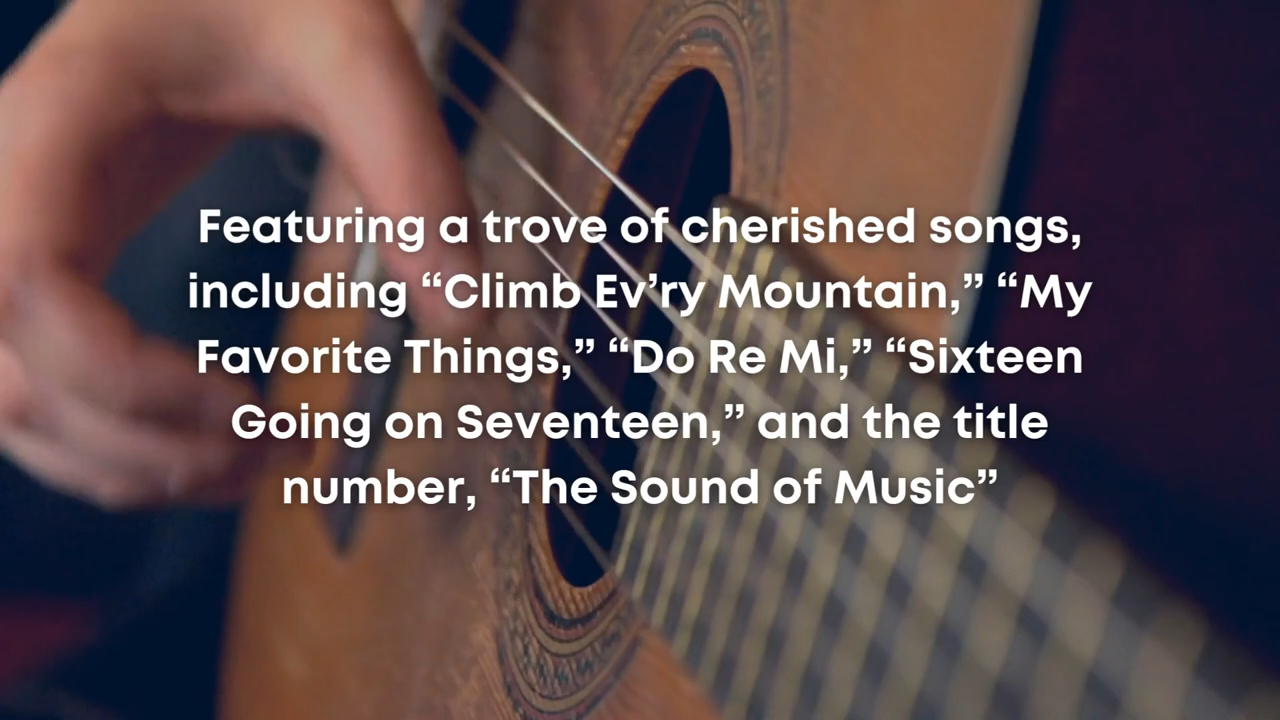 Featuring a trove of cherished songs,
including “Climb Ev’ry Mountain,” “My
Favorite Things,” “Do Re Mi,” “Sixteen
Going on Seventeen,” and the title
number, “The Sound of Music”